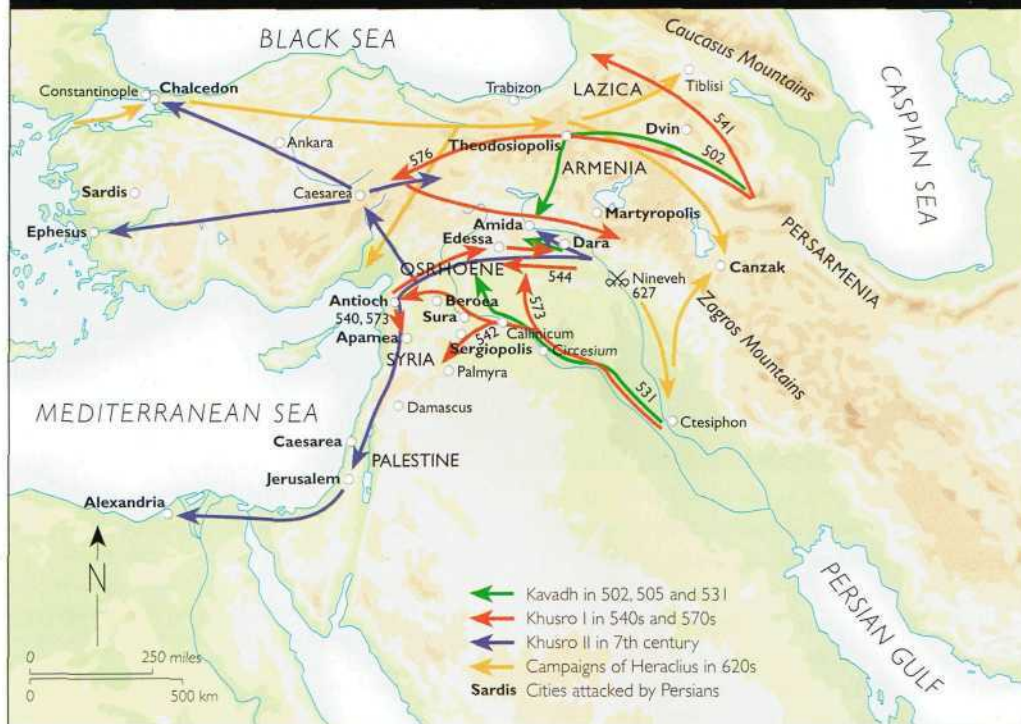 BLACK SEA
Caucasus Mountains
CASPIAN SEA
Constantinople
Chalcedon
Trabizon
LAZICA
Tiblisi
541
Ankara
Theodosiopolis
Dvin
502
576
ARMENIA
Sardis
Caesarea
Martyropolis
Ephesus
Amida
Edessa
Dara
PERSARMENIA
OSRHOENE
544
Nineveh
627
Canzak
Zagros Mountains
Antioch
540, 573
Beroea
Sura
573
Callinicum
542
Apamea
SYRIA
Sergiopolis
Circesium
Palmyra
531
Ctesiphon
MEDITERRANEAN SEA
Damascus
Caesarea
PALESTINE
Jerusalem
Alexandria
N
PERSIAN GULF
Kavadh in 502, 505 and 531
Khusro I in 540s and 570s
Khusro II in 7th century
Campaigns of Heraclius in 620s
Sardis Cities attacked by Persians
0 250 miles
0 500 km